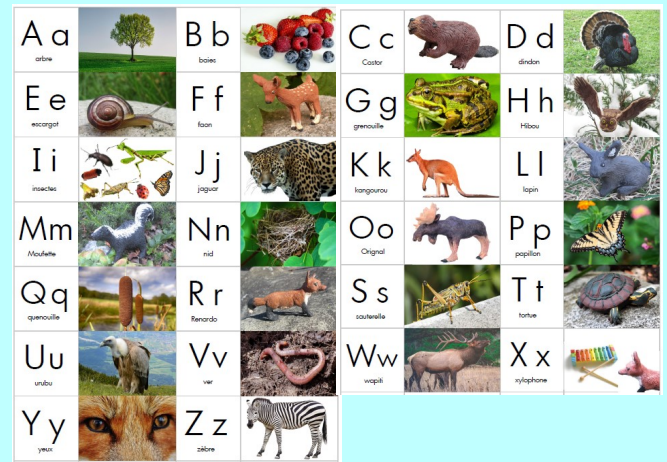 A a
arbre
B b
baies
C c
Castor
D d
dindon
E e
escargot
F f
faon
G g
grenouille
H h
Hibou
I i
insectes
J j
jaguar
K k
kangourou
L l
lapin
M m
Moufette
N n
nid
O o
Orignal
P p
papillon
Q q
quenouille
R r
Renardo
S s
sauterelle
T t
tortue
U u
urubu
V v
ver
W w
wapiti
X x
xylophone
Y y
yeux
Z z
zèbre